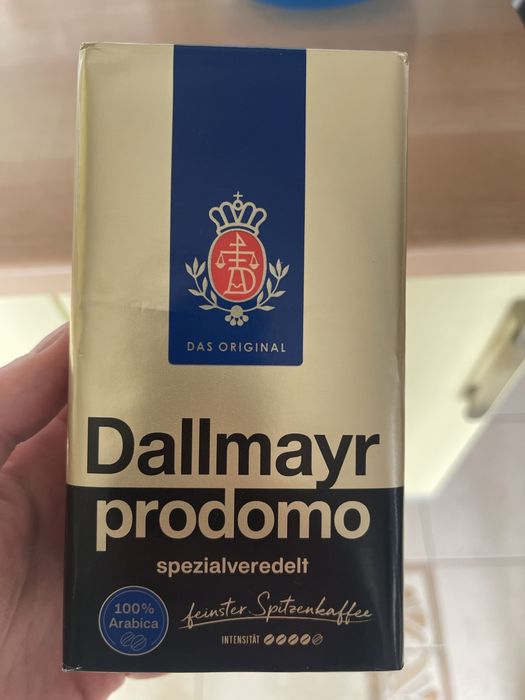 DAS ORIGINAL
Dallmayr
prodomo
spezialveredelt
100%
Arabica
feinster Spitzenkaffee
INTENSITÄT